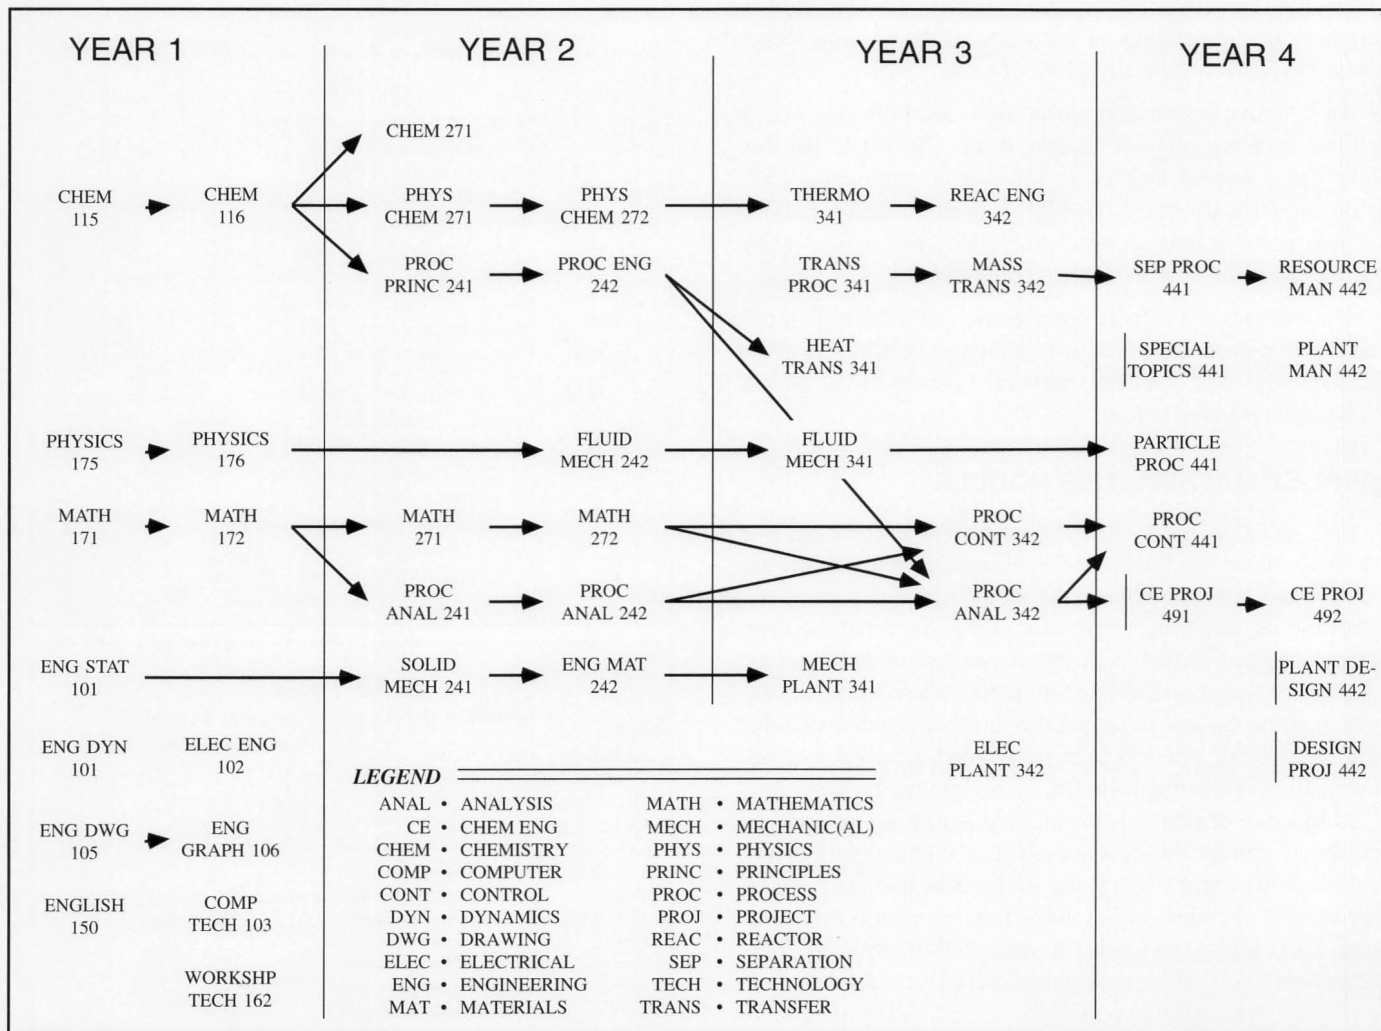 YEAR 1
YEAR 2
YEAR 3
YEAR 4
CHEM 271
CHEM
115
CHEM
116
PHYS
CHEM 271
PHYS
CHEM 272
THERMO
341
REAC ENG
342
PROC
PRINC 241
PROC ENG
242
TRANS
PROC 341
MASS
TRANS 342
SEP PROC
441
RESOURCE
MAN 442
HEAT
TRANS 341
SPECIAL
TOPICS 441
PLANT
MAN 442
PHYSICS
175
PHYSICS
176
FLUID
MECH 242
FLUID
MECH 341
PARTICLE
PROC 441
MATH
171
MATH
172
MATH
271
MATH
272
PROC
CONT 342
PROC
CONT 441
PROC
ANAL 241
PROC
ANAL 242
PROC
ANAL 342
CE PROJ
491
CE PROJ
492
ENG STAT
101
SOLID
MECH 241
ENG MAT
242
MECH
PLANT 341
PLANT DE-
SIGN 442
ENG DYN
101
ELEC ENG
102
ELEC
PLANT 342
DESIGN
PROJ 442
ENG DWG
105
ENG
GRAPH 106
ENGLISH
150
COMP
TECH 103
WORKSHP
TECH 162
LEGEND
ANAL • ANALYSIS
CE • CHEM ENG
CHEM • CHEMISTRY
COMP • COMPUTER
CONT • CONTROL
DYN • DYNAMICS
DWG • DRAWING
ELEC • ELECTRICAL
ENG • ENGINEERING
MAT • MATERIALS
MATH • MATHEMATICS
MECH • MECHANIC(AL)
PHYS • PHYSICS
PRINC • PRINCIPLES
PROC • PROCESS
PROJ • PROJECT
REAC • REACTOR
SEP • SEPARATION
TECH • TECHNOLOGY
TRANS • TRANSFER